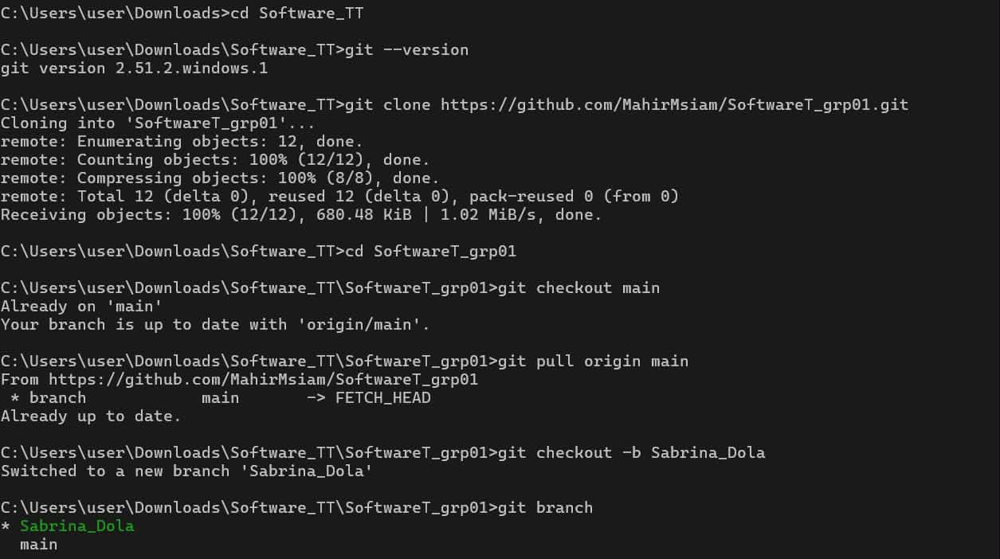 C:\Users\user\Downloads>cd Software_TT
C:\Users\user\Downloads\Software_TT>git --version
git version 2.51.2.windows.1
C:\Users\user\Downloads\Software_TT>git clone https://github.com/MahirMsiam/SoftwareT_grp01.git
Cloning into 'SoftwareT_grp01'...
remote: Enumerating objects: 12, done.
remote: Counting objects: 100% (12/12), done.
remote: Compressing objects: 100% (8/8), done.
remote: Total 12 (delta 0), reused 12 (delta 0), pack-reused 0 (from 0)
Receiving objects: 100% (12/12), 680.48 KiB | 1.02 MiB/s, done.
C:\Users\user\Downloads\Software_TT>cd SoftwareT_grp01
C:\Users\user\Downloads\Software_TT\SoftwareT_grp01>git checkout main
Already on 'main'
Your branch is up to date with 'origin/main'.
C:\Users\user\Downloads\Software_TT\SoftwareT_grp01>git pull origin main
From https://github.com/MahirMsiam/SoftwareT_grp01
 * branch            main       -> FETCH_HEAD
Already up to date.
C:\Users\user\Downloads\Software_TT\SoftwareT_grp01>git checkout -b Sabrina_Dola
Switched to a new branch 'Sabrina_Dola'
C:\Users\user\Downloads\Software_TT\SoftwareT_grp01>git branch
* Sabrina_Dola
  main